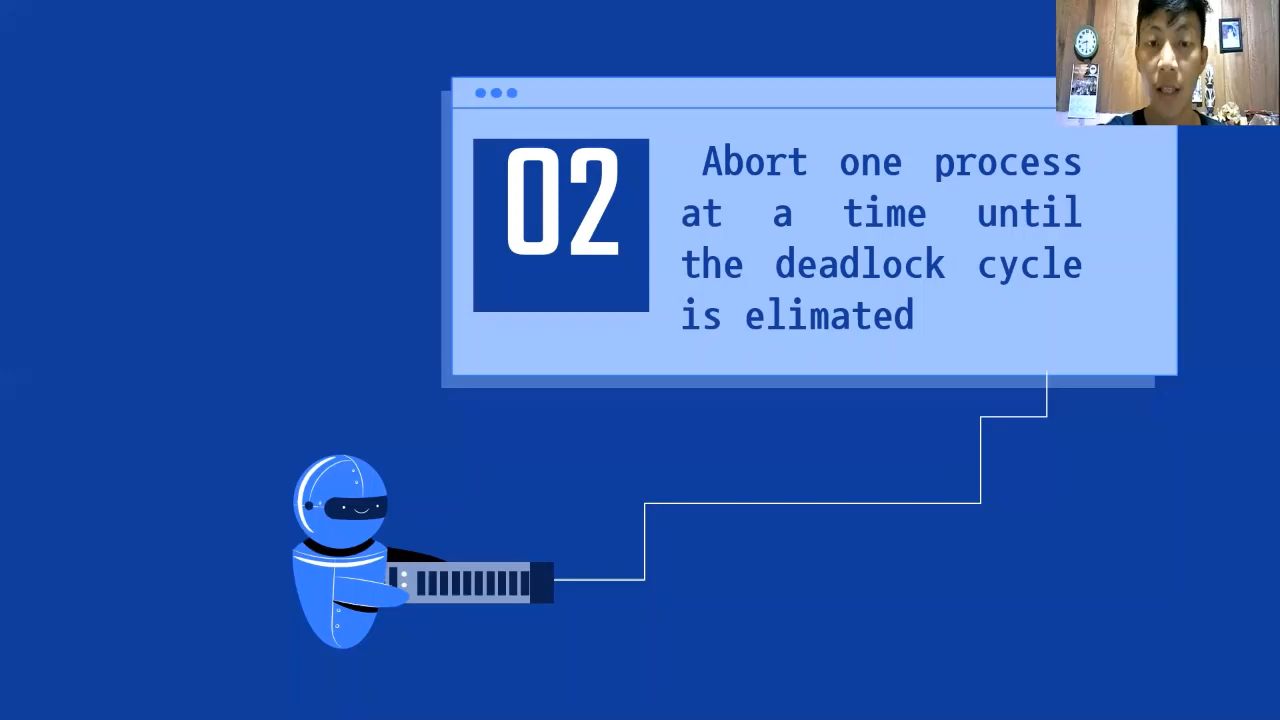 02
Abort one process
at a time until
the deadlock cycle
is elimated